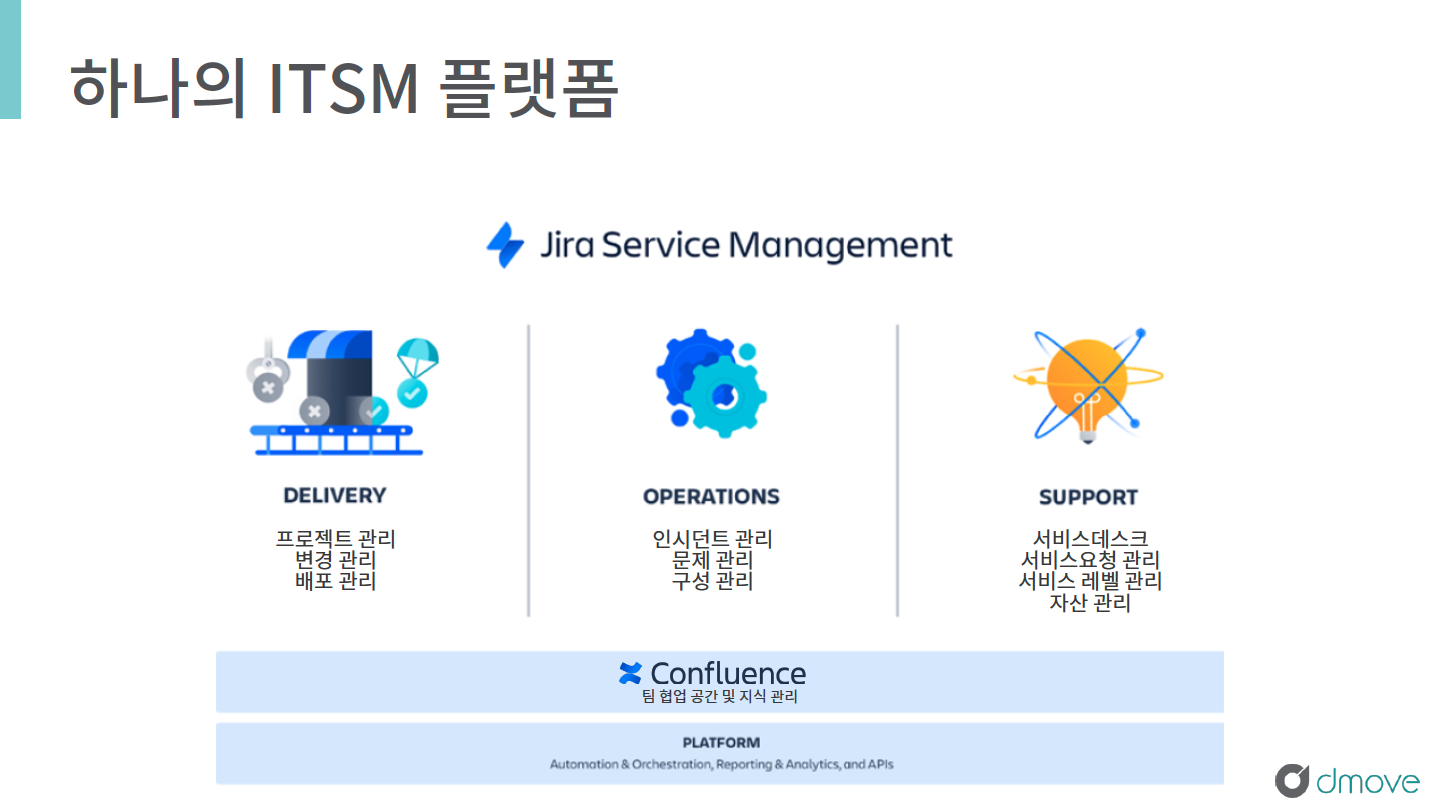 하나의 ITSM 플랫폼
Jira Service Management
DELIVERY
프로젝트 관리
변경 관리
배포 관리
OPERATIONS
인시던트 관리
문제 관리
구성 관리
SUPPORT
서비스데스크
서비스요청 관리
서비스 레벨 관리
자산 관리
Confluence
팀 협업 공간 및 지식 관리
PLATFORM
Automation & Orchestration, Reporting & Analytics, and APIs
dmove